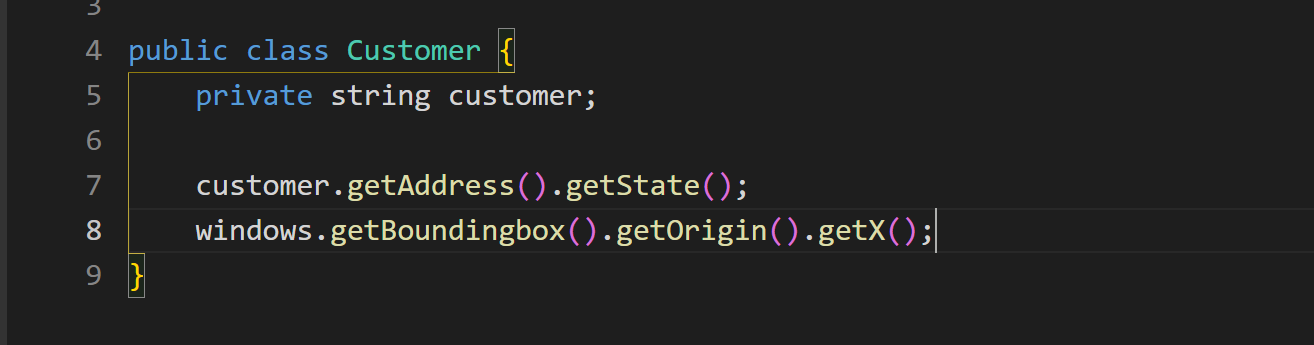 3
4 public class Customer {
5     private string customer;
6
7     customer.getAddress().getState();
8     windows.getBoundingbox().getOrigin().getX();
9 }